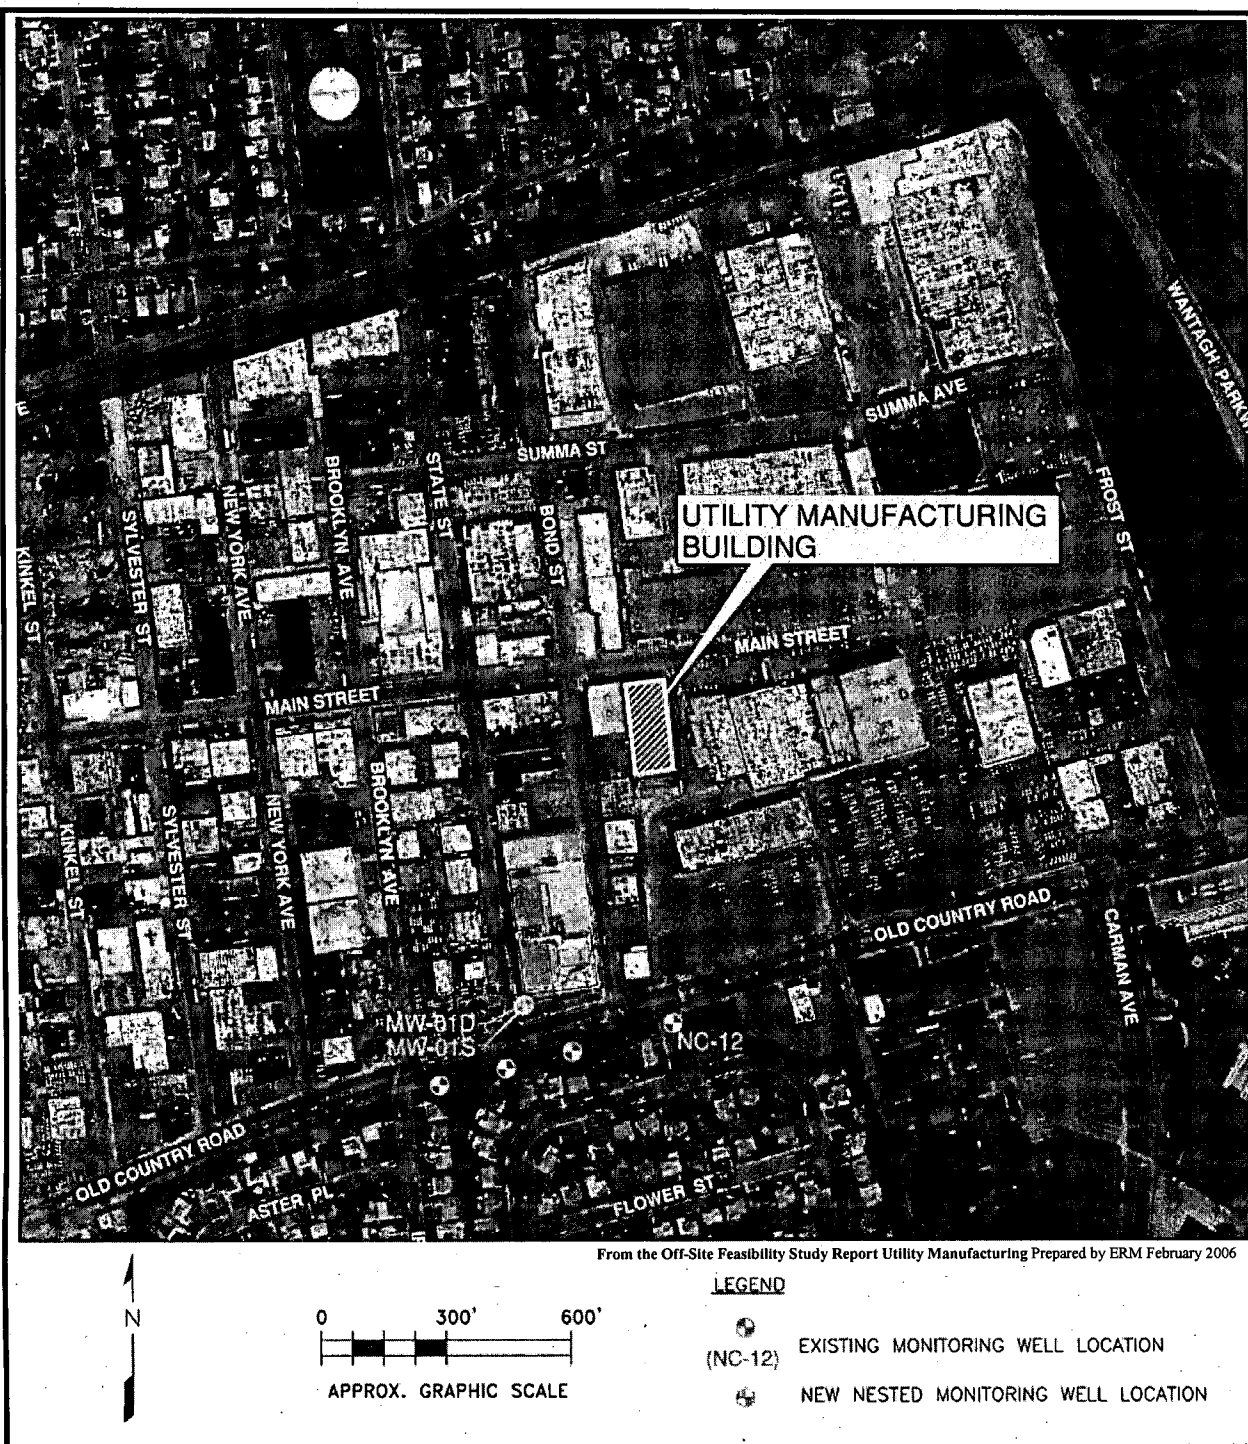 WANTAGH PARKW
SUMMA AVE
SUMMA ST
FROST ST
STATE ST
BROOKLYN AVE
NEW YORK AVE
SYLVESTER ST
KINKEL ST
BOND ST
UTILITY MANUFACTURING
BUILDING
MAIN STREET
MAIN STREET
BROOKLYN AVE
NEW YORK AVE
SYLVESTER ST
KINKEL ST
OLD COUNTRY ROAD
CARMAN AVE
MW-01D
MW-01S
NC-12
OLD COUNTRY ROAD
ASTER PL
FLOWER ST
From the Off-Site Feasibility Study Report Utility Manufacturing Prepared by ERM February 2006
LEGEND
N
0 300' 600'
APPROX. GRAPHIC SCALE
(NC-12) EXISTING MONITORING WELL LOCATION
NEW NESTED MONITORING WELL LOCATION